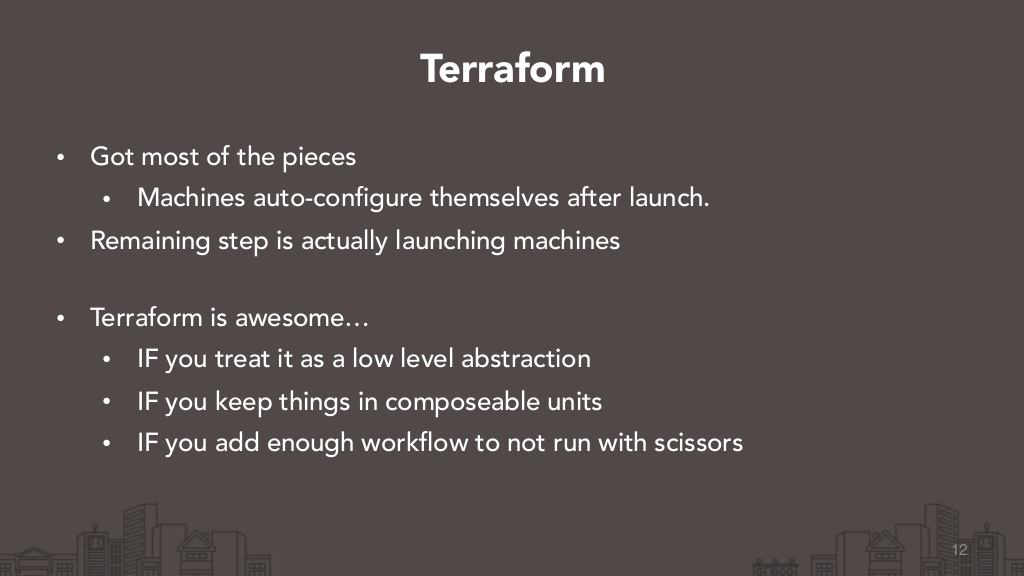 Terraform
• Got most of the pieces
• Machines auto-configure themselves after launch.
• Remaining step is actually launching machines
• Terraform is awesome…
• IF you treat it as a low level abstraction
• IF you keep things in composeable units
• IF you add enough workflow to not run with scissors
12